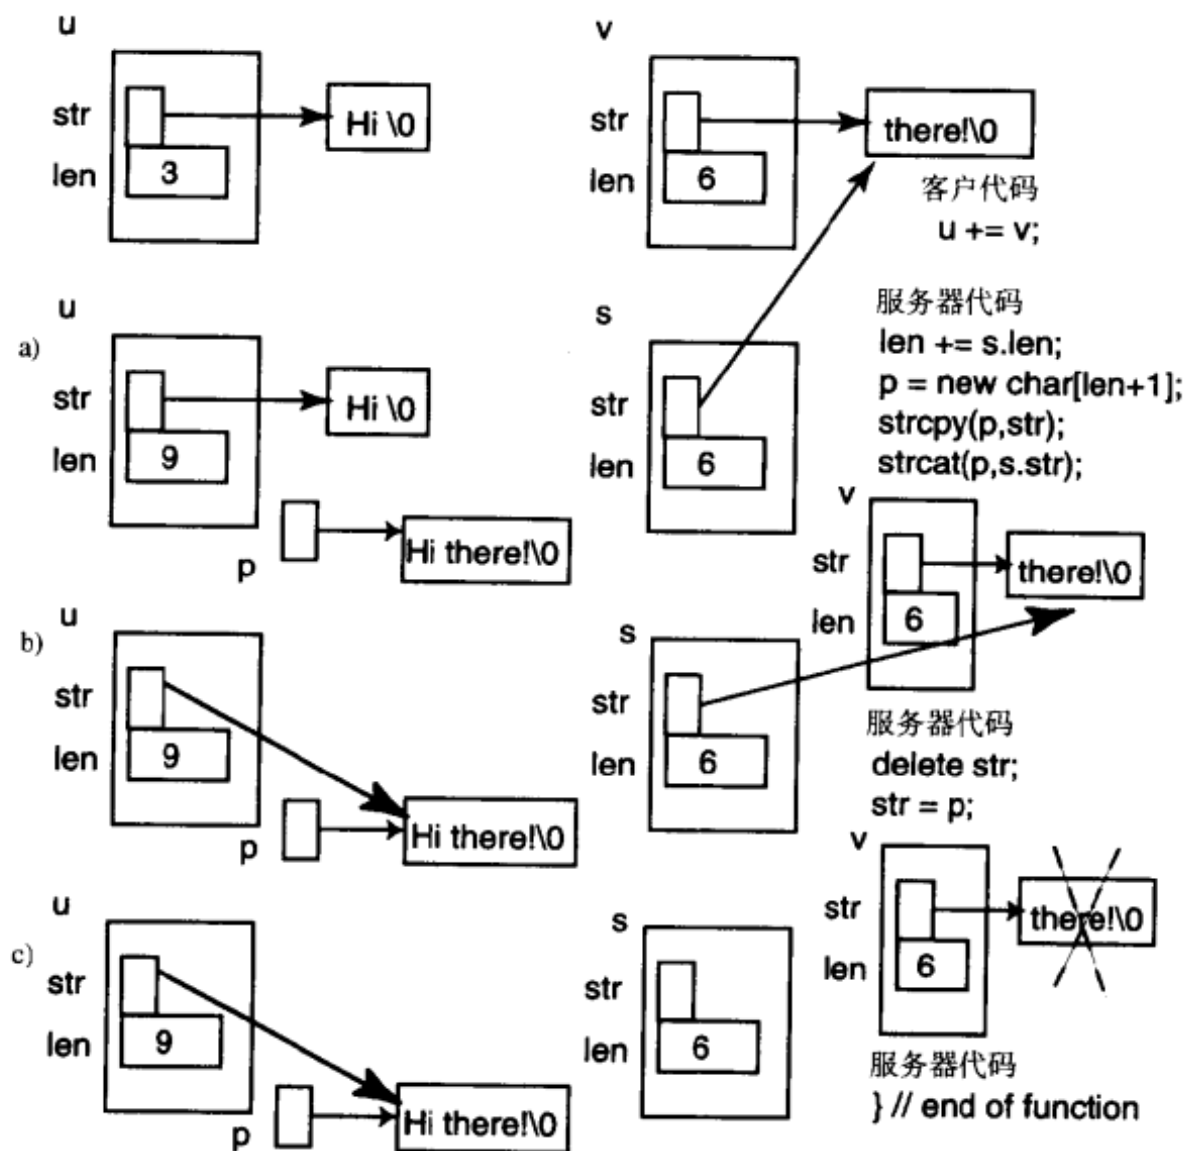 u
v
str
Hi \0
str
there!\0
len
3
len
6
客户代码
u += v;
u
s
服务器代码
a)
len += s.len;
str
Hi \0
str
p = new char[len+1];
strcpy(p,str);
len
9
len
6
strcat(p,s.str);
v
p
Hi there!\0
str
there!\0
len
6
u
s
b)
str
str
服务器代码
len
9
len
6
delete str;
str = p;
p
Hi there!\0
v
u
s
str
there!\0
c)
str
str
len
6
len
9
len
6
服务器代码
} // end of function
p
Hi there!\0